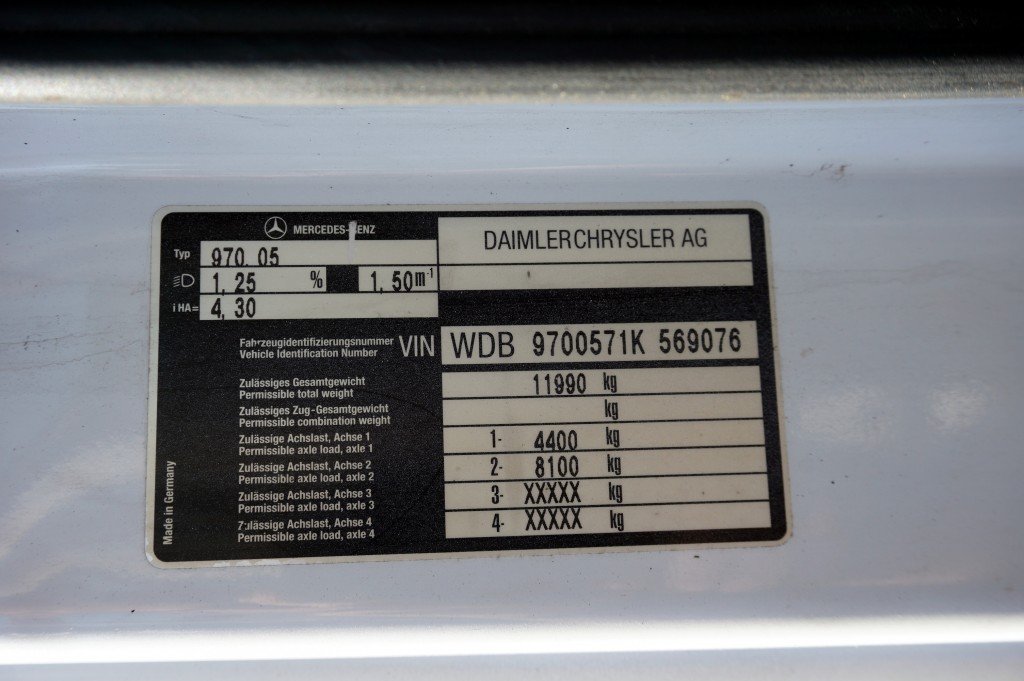 MERCEDES-BENZ
DAIMLERCHRYSLER AG
Typ 970.05
1,25 % 1,50m⁻¹
i HA= 4,30
Fahrzeugidentifizierungsnummer
Vehicle Identification Number
VIN WDB 9700571K 569076
Zulässiges Gesamtgewicht
Permissible total weight
11990 kg
Zulässiges Zug-Gesamtgewicht
Permissible combination weight
kg
Zulässige Achslast, Achse 1
Permissible axle load, axle 1
1- 4400 kg
Zulässige Achslast, Achse 2
Permissible axle load, axle 2
2- 8100 kg
Zulässige Achslast, Achse 3
Permissible axle load, axle 3
3- XXXXX kg
Zulässige Achslast, Achse 4
Permissible axle load, axle 4
4- XXXXX kg
Made in Germany